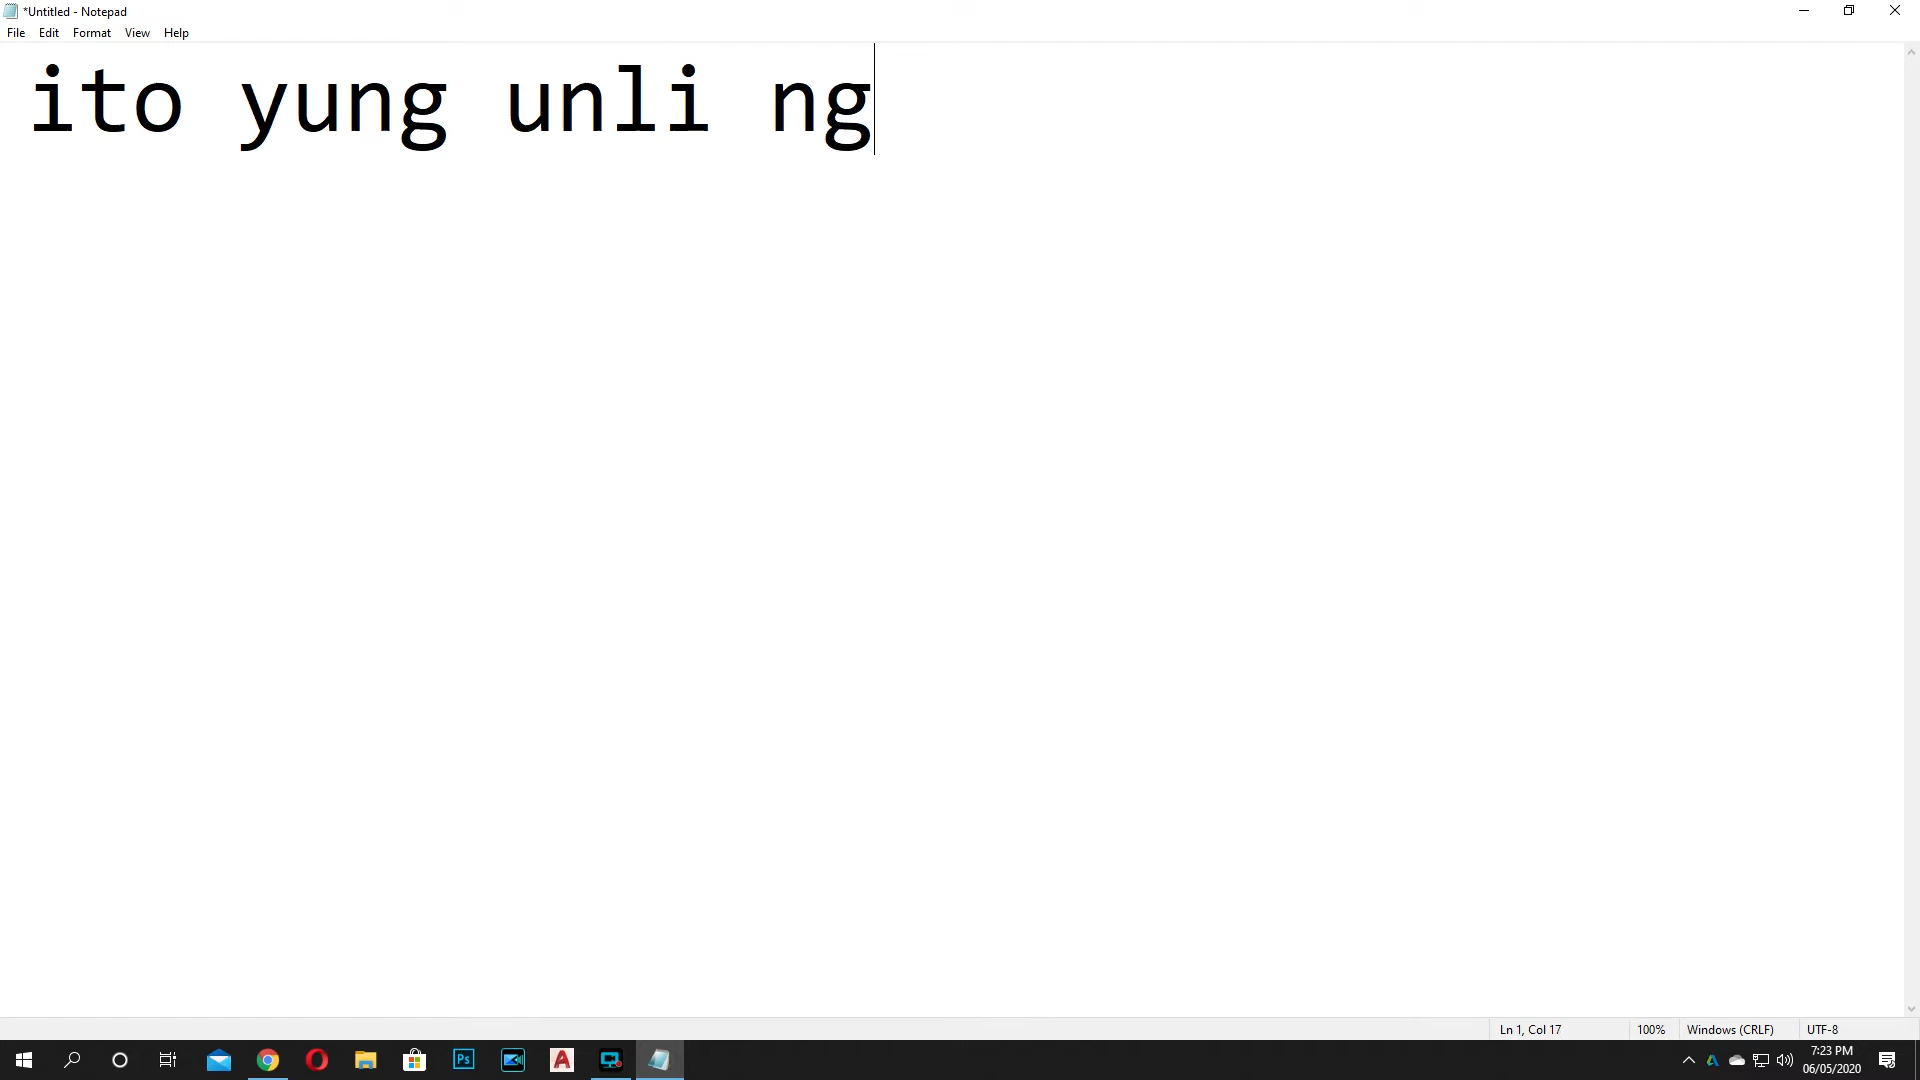 *Untitled - Notepad
File Edit Format View Help
ito yung unli ng
Ln 1, Col 17 100% Windows (CRLF) UTF-8
Ps
7:23 PM
06/05/2020